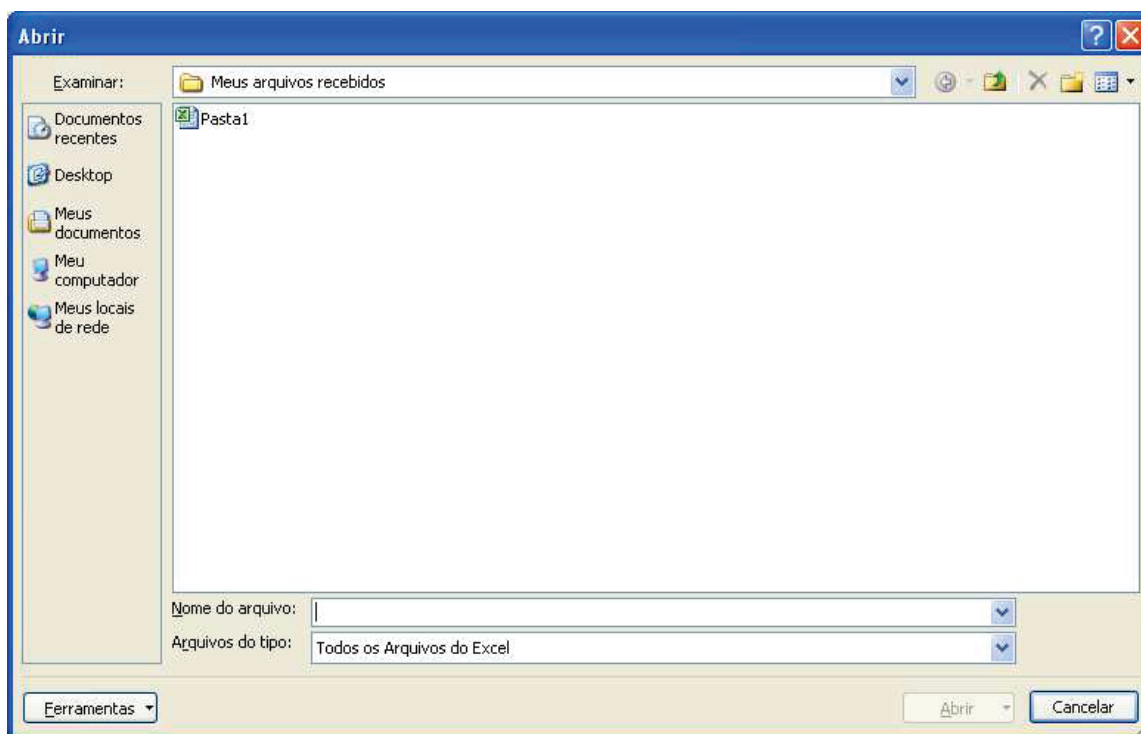 Abrir
Examinar:
Meus arquivos recebidos
Documentos
recentes
Desktop
Meus
documentos
Meu
computador
Meus locais
de rede
Pasta1
Nome do arquivo:
Arquivos do tipo:
Todos os Arquivos do Excel
Ferramentas
Abrir
Cancelar